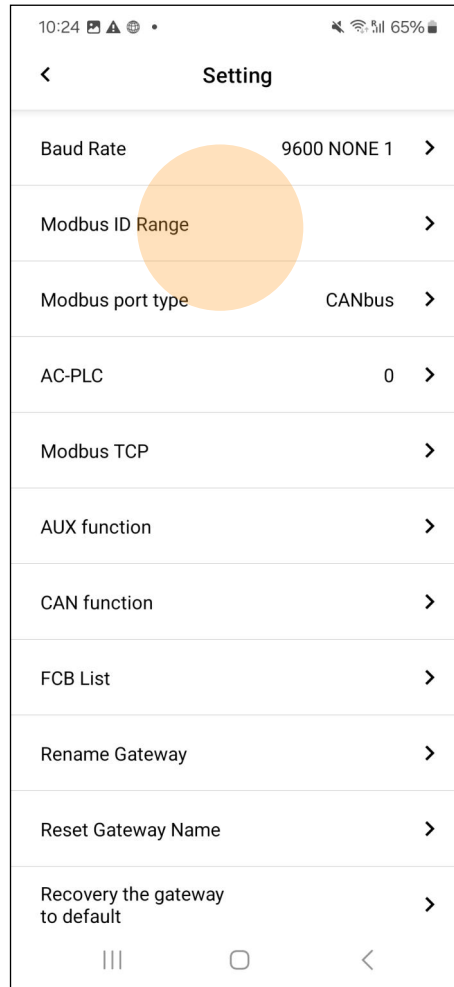 10:24
65%
Setting
Baud Rate 9600 NONE 1
Modbus ID Range
Modbus port type CANbus
AC-PLC 0
Modbus TCP
AUX function
CAN function
FCB List
Rename Gateway
Reset Gateway Name
Recovery the gateway
to default